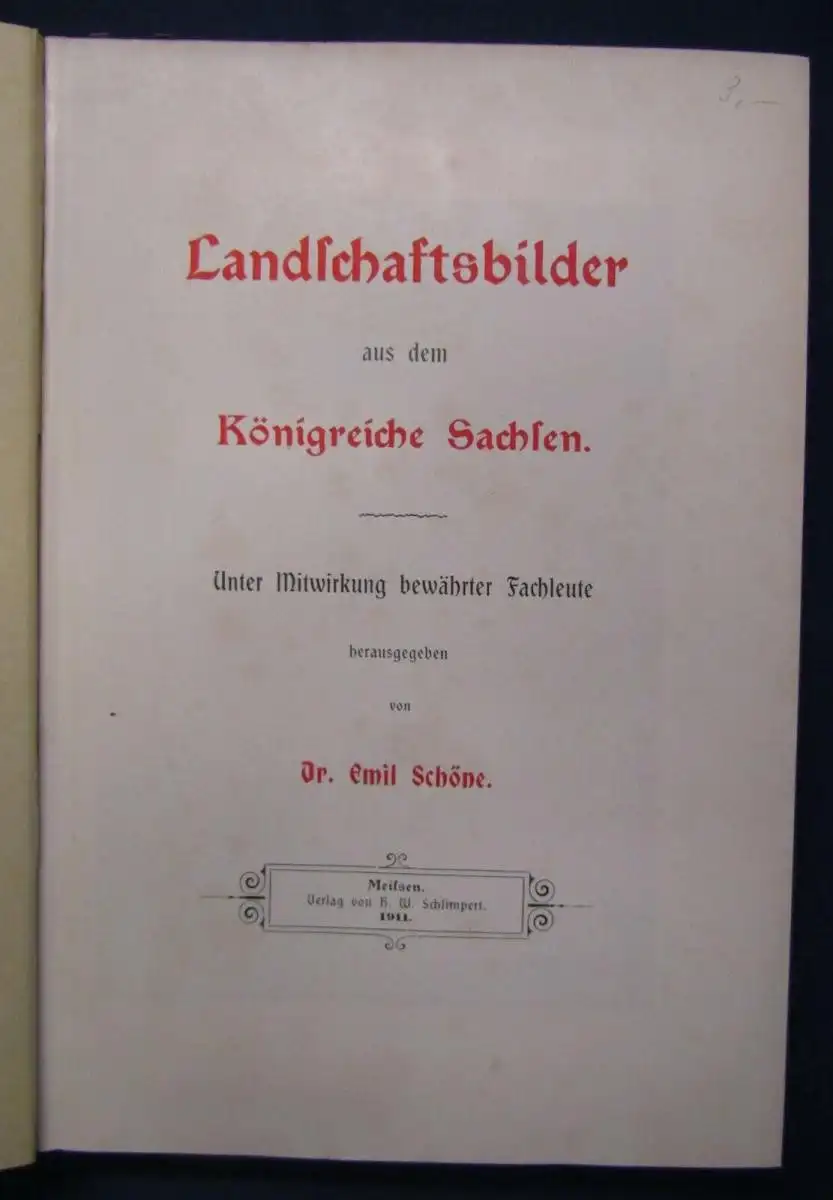 3,—
Landſchaftsbilder
aus dem
Königreiche Sachſen.
Unter Mitwirkung bewährter Fachleute
herausgegeben
von
Dr. Emil Schöne.
Meiſsen.
Verlag von H. W. Schlimpert.
1911.